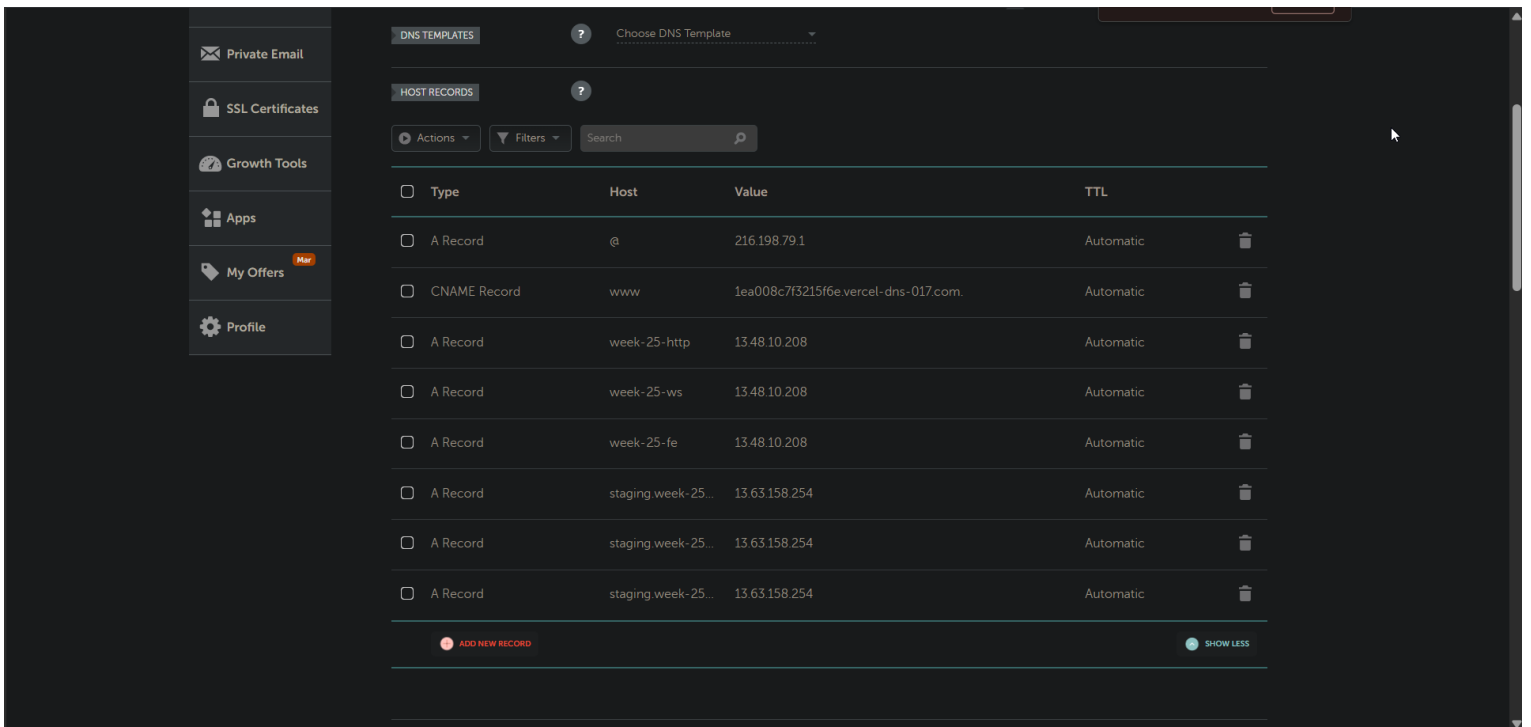 DNS TEMPLATES ? Choose DNS Template
Private Email
HOST RECORDS ?
SSL Certificates
Actions Filters Search
Growth Tools
Type Host Value TTL
Apps
A Record @ 216.198.79.1 Automatic
Mar
My Offers
CNAME Record www 1ea008c7f3215f6e.vercel-dns-017.com. Automatic
Profile
A Record week-25-http 13.48.10.208 Automatic
A Record week-25-ws 13.48.10.208 Automatic
A Record week-25-fe 13.48.10.208 Automatic
A Record staging.week-25... 13.63.158.254 Automatic
A Record staging.week-25... 13.63.158.254 Automatic
A Record staging.week-25... 13.63.158.254 Automatic
ADD NEW RECORD SHOW LESS